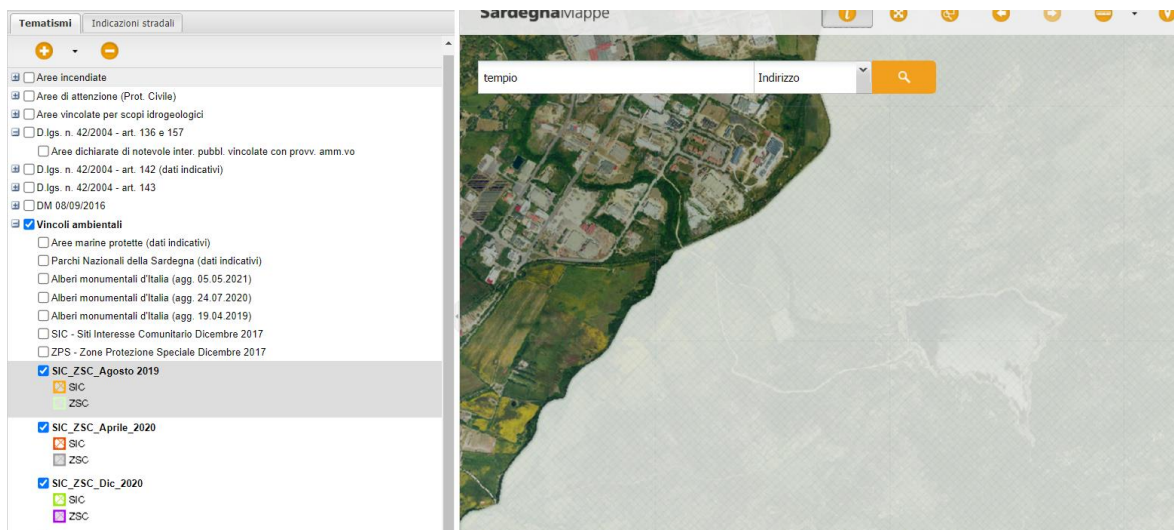 Tematismi
Indicazioni stradali
Aree incendiate
Aree di attenzione (Prot. Civile)
Aree vincolate per scopi idrogeologici
D.lgs. n. 42/2004 - art. 136 e 157
Aree dichiarate di notevole inter. pubbl. vincolate con provv. amm.vo
D.lgs. n. 42/2004 - art. 142 (dati indicativi)
D.lgs. n. 42/2004 - art. 143
DM 08/09/2016
Vincoli ambientali
Aree marine protette (dati indicativi)
Parchi Nazionali della Sardegna (dati indicativi)
Alberi monumentali d'Italia (agg. 05.05.2021)
Alberi monumentali d'Italia (agg. 24.07.2020)
Alberi monumentali d'Italia (agg. 19.04.2019)
SIC - Siti Interesse Comunitario Dicembre 2017
ZPS - Zone Protezione Speciale Dicembre 2017
SIC_ZSC_Agosto 2019
SIC
ZSC
SIC_ZSC_Aprile_2020
SIC
ZSC
SIC_ZSC_Dic_2020
SIC
ZSC
SardegnaMappe
tempio
Indirizzo